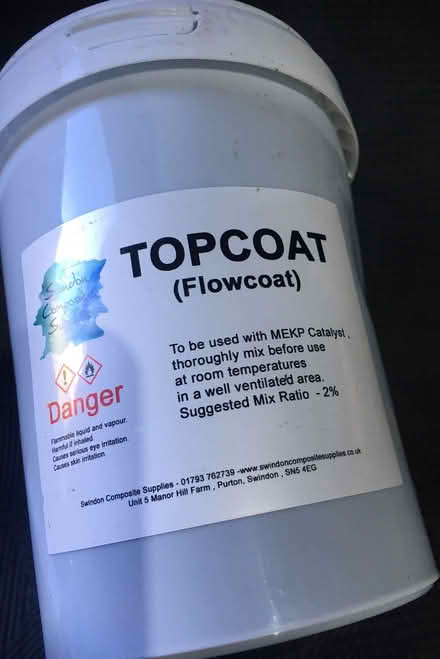 TOPCOAT
(Flowcoat)
Swindon
Composite
To be used with MEKP Catalyst,
thoroughly mix before use
at room temperatures
in a well ventilated area.
Suggested Mix Ratio - 2%
Danger
Flammable liquid and vapour.
Harmful if inhaled.
Causes serious eye irritation.
Causes skin irritation
Swindon Composite Supplies - 01793 762739 -www.swindoncompositesupplies.co.uk
Unit 5 Manor Hill Farm , Purton, Swindon , SN5 4EG